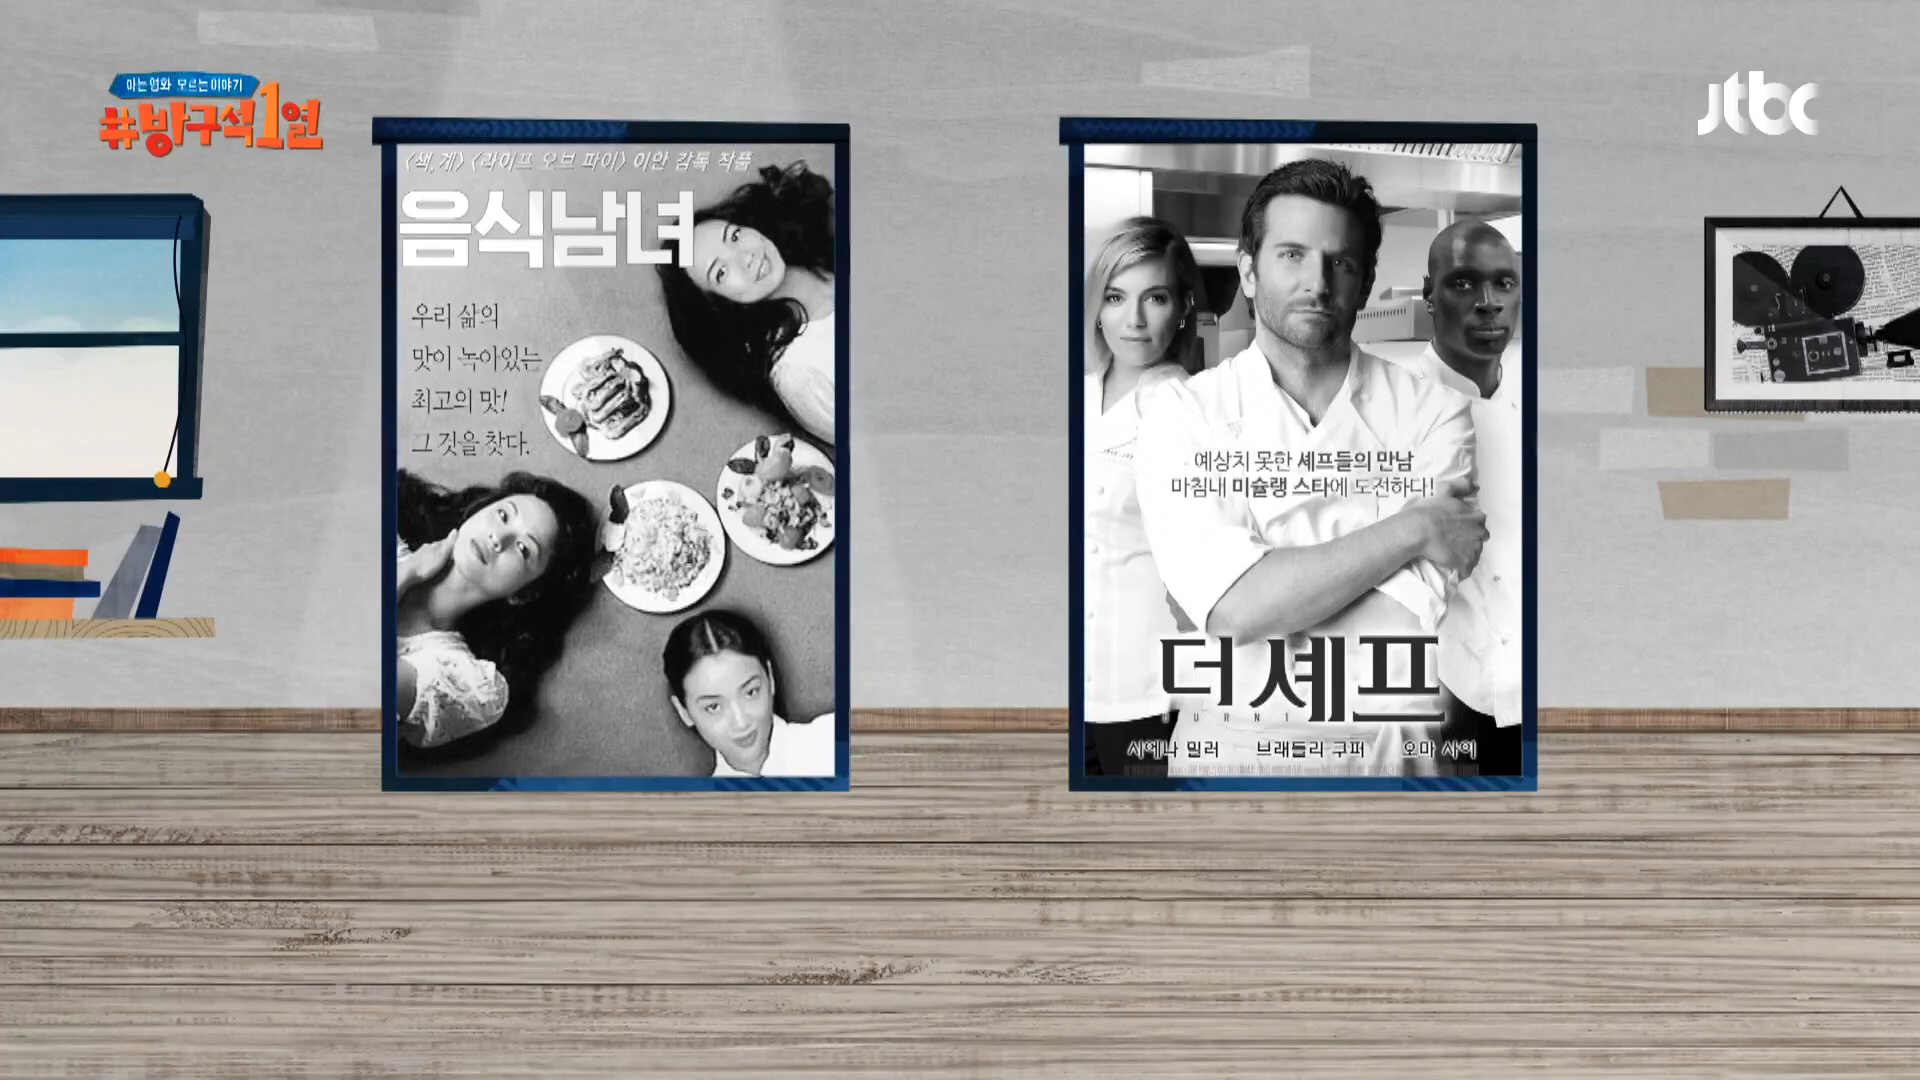 아는영화 모르는이야기
#방구석1열
jtbc
<색,계> <라이프 오브 파이> 이안 감독 작품
음식남녀
우리 삶의
맛이 녹아있는
최고의 맛!
그것을 찾다.
예상치 못한 셰프들의 만남
마침내 미슐랭 스타에 도전하다!
더 셰프
시에나 밀러 브래들리 쿠퍼 오마 사이